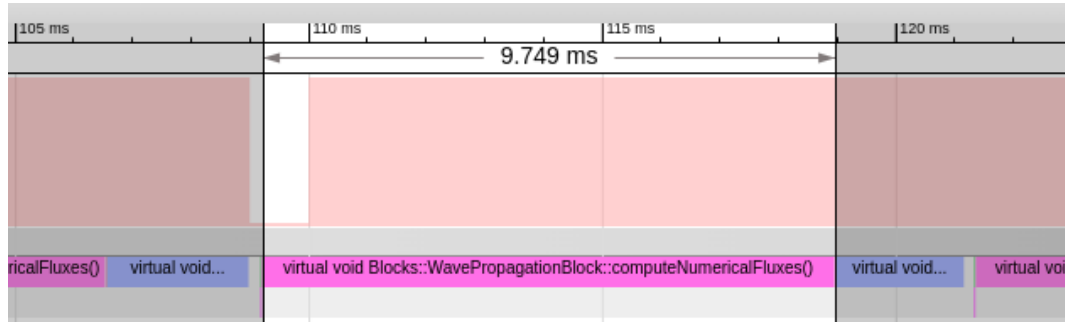 105 ms 110 ms 115 ms 120 ms
9.749 ms
ricalFluxes() virtual void... virtual void Blocks::WavePropagationBlock::computeNumericalFluxes() virtual void... virtual voi